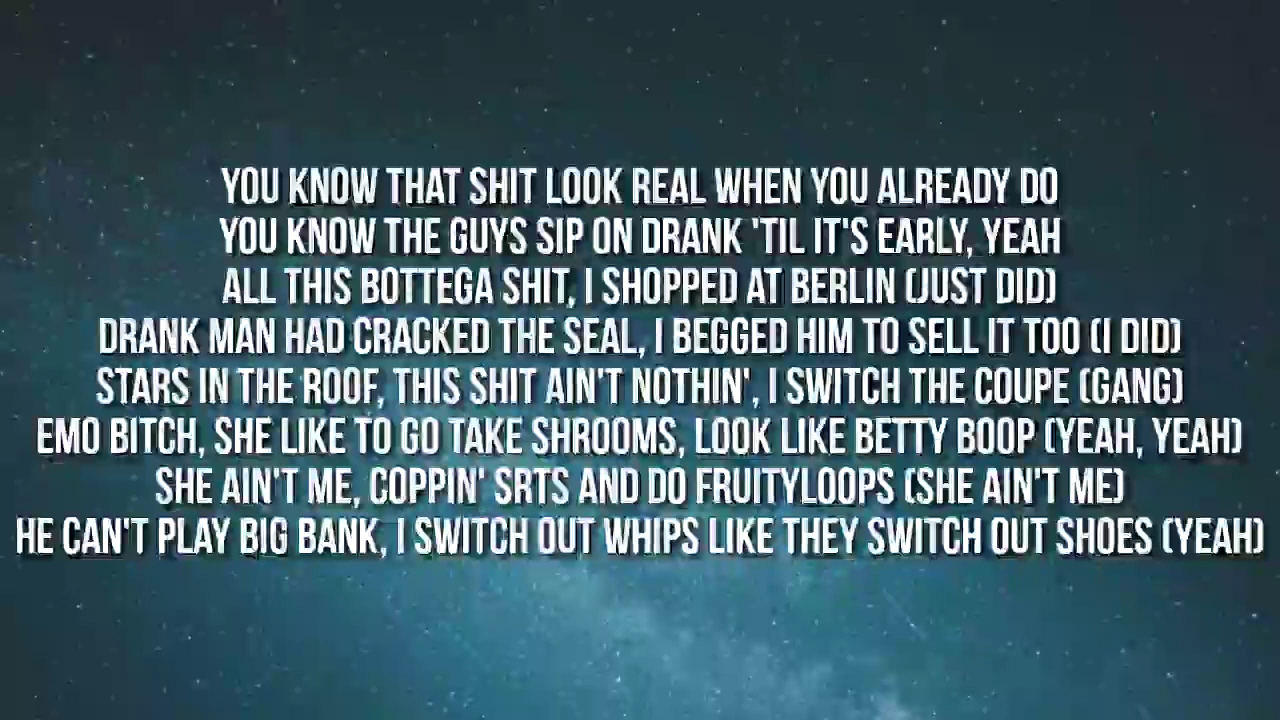 YOU KNOW THAT SHIT LOOK REAL WHEN YOU ALREADY DO
YOU KNOW THE GUYS SIP ON DRANK 'TIL IT'S EARLY, YEAH
ALL THIS BOTTEGA SHIT, I SHOPPED AT BERLIN (JUST DID)
DRANK MAN HAD CRACKED THE SEAL, I BEGGED HIM TO SELL IT TOO (I DID)
STARS IN THE ROOF, THIS SHIT AIN'T NOTHIN', I SWITCH THE COUPE (GANG)
EMO BITCH, SHE LIKE TO GO TAKE SHROOMS, LOOK LIKE BETTY BOOP (YEAH, YEAH)
SHE AIN'T ME, COPPIN' SRTS AND DO FRUITYLOOPS (SHE AIN'T ME)
HE CAN'T PLAY BIG BANK, I SWITCH OUT WHIPS LIKE THEY SWITCH OUT SHOES (YEAH)